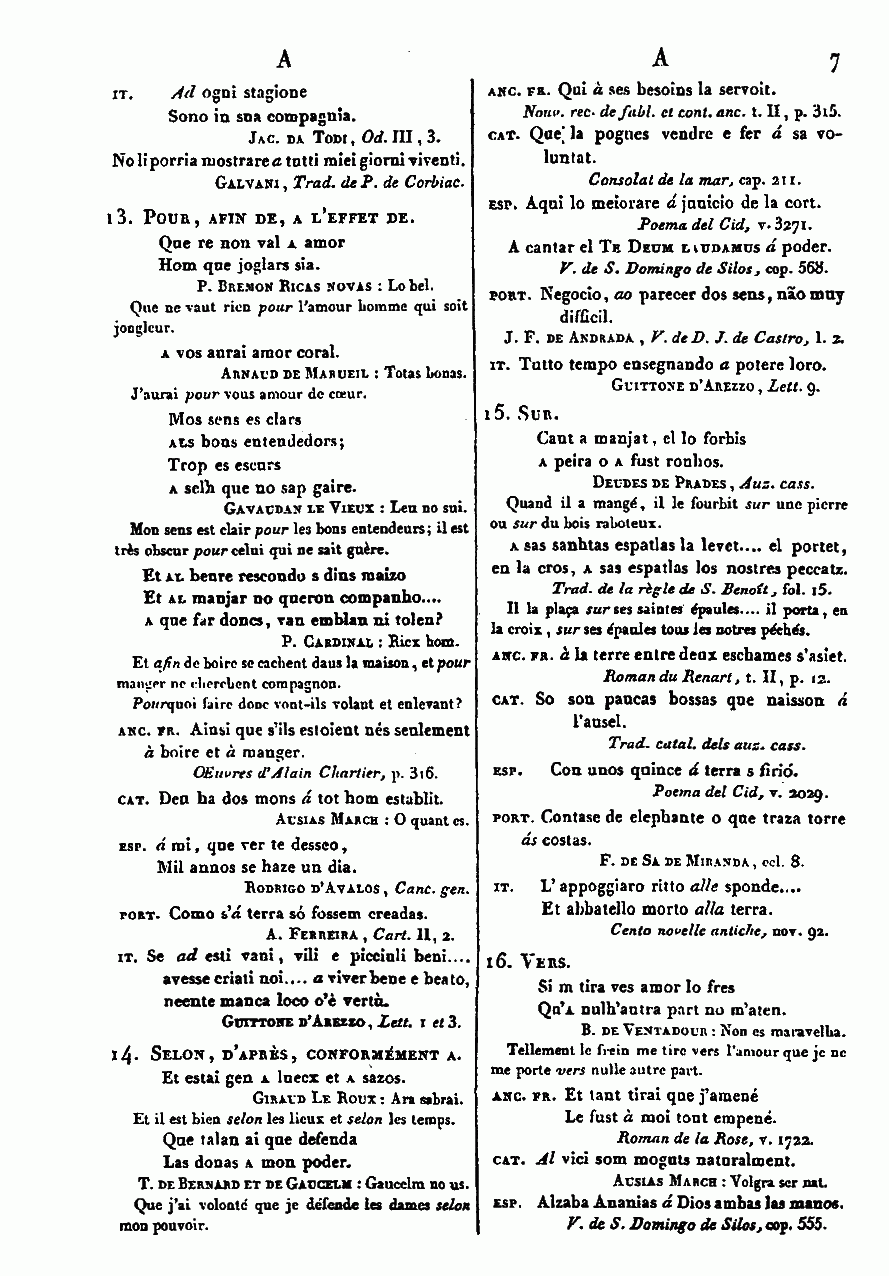 A
IT. Ad ogni stagione
Sono in sua compagnia.
JAC. DA TODI, Od. III, 3.
No li porria mostrare a tutti miei giorni viventi.
GALVANI, Trad. de P. de Corbiac.
13. POUR, AFIN DE, A L'EFFET DE.
Que re non val A amor
Hom que joglars sia.
P. BREMON RICAS NOVAS : Lo bel.
Que ne vaut rien pour l'amour homme qui soit
jongleur.
A vos aurai amor coral.
ARNAUD DE MARUEIL : Totas bonas.
J'aurai pour vous amour de cœur.
Mos sens es clars
ALS bons entendedors;
Trop es escurs
A selh que no sap gaire.
GAVAUDAN LE VIEUX : Leu no sui.
Mon sens est clair pour les bons entendeurs; il est
très obscur pour celui qui ne sait guère.
Et AL beure rescondo s dins maizo
Et AL manjar no queron companho....
A que far doncs, van emblan ni tolen?
P. CARDINAL : Ricx hom.
Et afin de boire se cachent dans la maison, et pour
manger ne cherchent compagnon.
Pourquoi faire donc vont-ils volant et enlevant?
ANC. FR. Ainsi que s'ils estoient nés seulement
à boire et à manger.
Œuvres d'Alain Chartier, p. 316.
CAT. Deu ha dos mons á tot hom establit.
AUSIAS MARCH : O quant es.
ESP. á mi, que ver te desseo,
Mil annos se haze un dia.
RODRIGO D'AVALOS, Canc. gen.
PORT. Como s'á terra só fossem creadas.
A. FERREIRA, Cart. II, 2.
IT. Se ad esti vani, vili e picciuli beni....
avesse criati noi.... a viver bene e beato,
neente manca loco o'è vertù.
GUITTONE D'AREZZO, Lett. 1 et 3.
14. SELON, D'APRÈS, CONFORMÉMENT A.
Et estai gen A luecx et A sazos.
GIRAUD LE ROUX : Ara sabrai.
Et il est bien selon les lieux et selon les temps.
Que talan ai que defenda
Las donas A mon poder.
T. DE BERNARD ET DE GAUCELM : Gaucelm no us.
Que j'ai volonté que je défende les dames selon
mon pouvoir.
A 7
ANC. FR. Qui à ses besoins la servoit.
Nouv. rec. de fabl. et cont. anc. t. II, p. 315.
CAT. Que la pogues vendre e fer á sa vo-
luntat.
Consolat de la mar, cap. 211.
ESP. Aqui lo meiorare á juuicio de la cort.
Poema del Cid, v. 3271.
A cantar el TE DEUM LAUDAMUS á poder.
V. de S. Domingo de Silos, cop. 568.
PORT. Negocio, ao parecer dos sens, não muy
difficil.
J. F. DE ANDRADA, V. de D. J. de Castro, l. 2.
IT. Tutto tempo ensegnando a potere loro.
GUITTONE D'AREZZO, Lett. 9.
15. SUR.
Cant a manjat, el lo forbis
A peira o A fust ronhos.
DEUDES DE PRADES, Auz. cass.
Quand il a mangé, il le fourbit sur une pierre
ou sur du bois raboteux.
A sas sanhtas espatlas la levet.... el portet,
en la cros, A sas espatlas los nostres peccatz.
Trad. de la règle de S. Benoît, fol. 15.
Il la plaça sur ses saintes épaules.... il porta, en
la croix, sur ses épaules tous les notres péchés.
ANC. FR. à la terre entre deux eschames s'asiet.
Roman du Renart, t. II, p. 12.
CAT. So son paucas bossas que naisson á
l'ausel.
Trad. catal. dels auz. cass.
ESP. Con unos quince á terra s firió.
Poema del Cid, v. 2029.
PORT. Contase de elephante o que traza torre
ás costas.
F. DE SA DE MIRANDA, ecl. 8.
IT. L' appoggiaro ritto alle sponde....
Et abbatello morto alla terra.
Cento novelle antiche, nov. 92.
16. VERS.
Si m tira ves amor lo fres
Qu'A nulh'autra part no m'aten.
B. DE VENTADOUR : Non es maravelha.
Tellement le frein me tire vers l'amour que je ne
me porte vers nulle autre part.
ANC. FR. Et tant tirai que j'amené
Le fust à moi tout empené.
Roman de la Rose, v. 1722.
CAT. Al vici som moguts naturalment.
AUSIAS MARCH : Volgra ser nat.
ESP. Alzaba Ananias á Dios ambas las manos.
V. de S. Domingo de Silos, cop. 555.